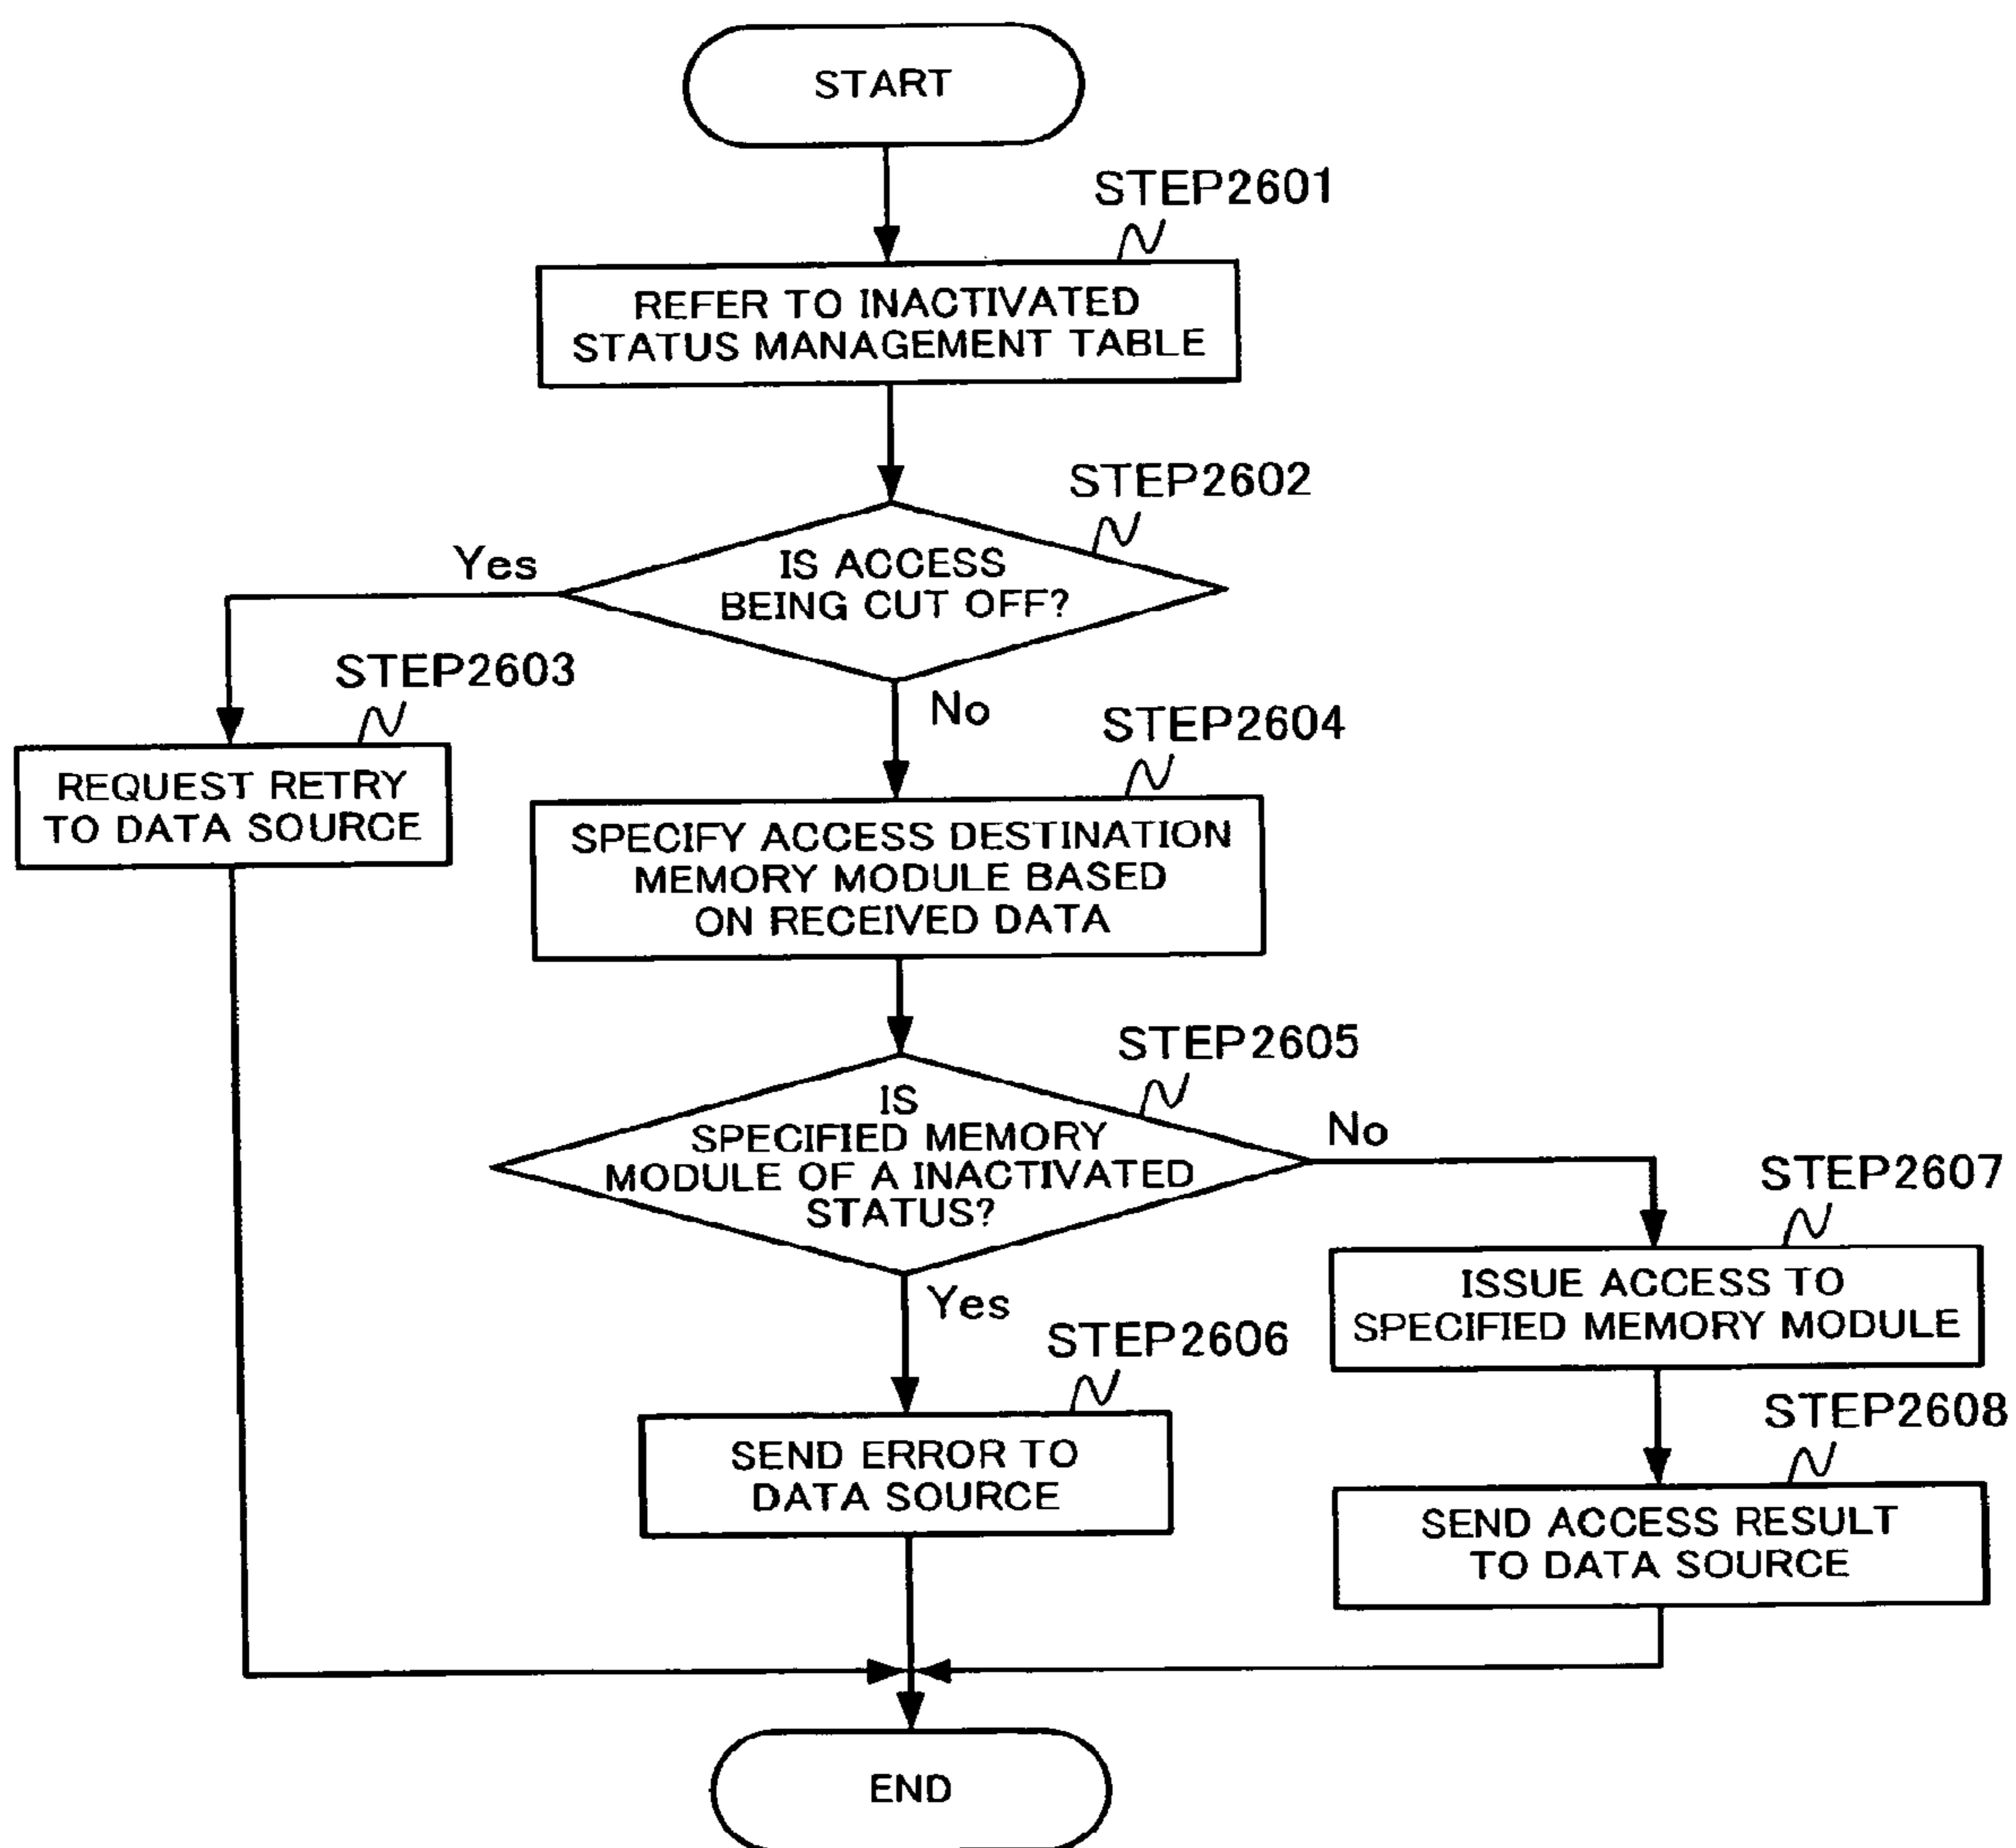 START
STEP2601
REFER TO INACTIVATED
STATUS MANAGEMENT TABLE
STEP2602
IS ACCESS
BEING CUT OFF?
Yes
No
STEP2603
REQUEST RETRY
TO DATA SOURCE
STEP2604
SPECIFY ACCESS DESTINATION
MEMORY MODULE BASED
ON RECEIVED DATA
STEP2605
IS
SPECIFIED MEMORY
MODULE OF A INACTIVATED
STATUS?
No
Yes
STEP2606
SEND ERROR TO
DATA SOURCE
STEP2607
ISSUE ACCESS TO
SPECIFIED MEMORY MODULE
STEP2608
SEND ACCESS RESULT
TO DATA SOURCE
END